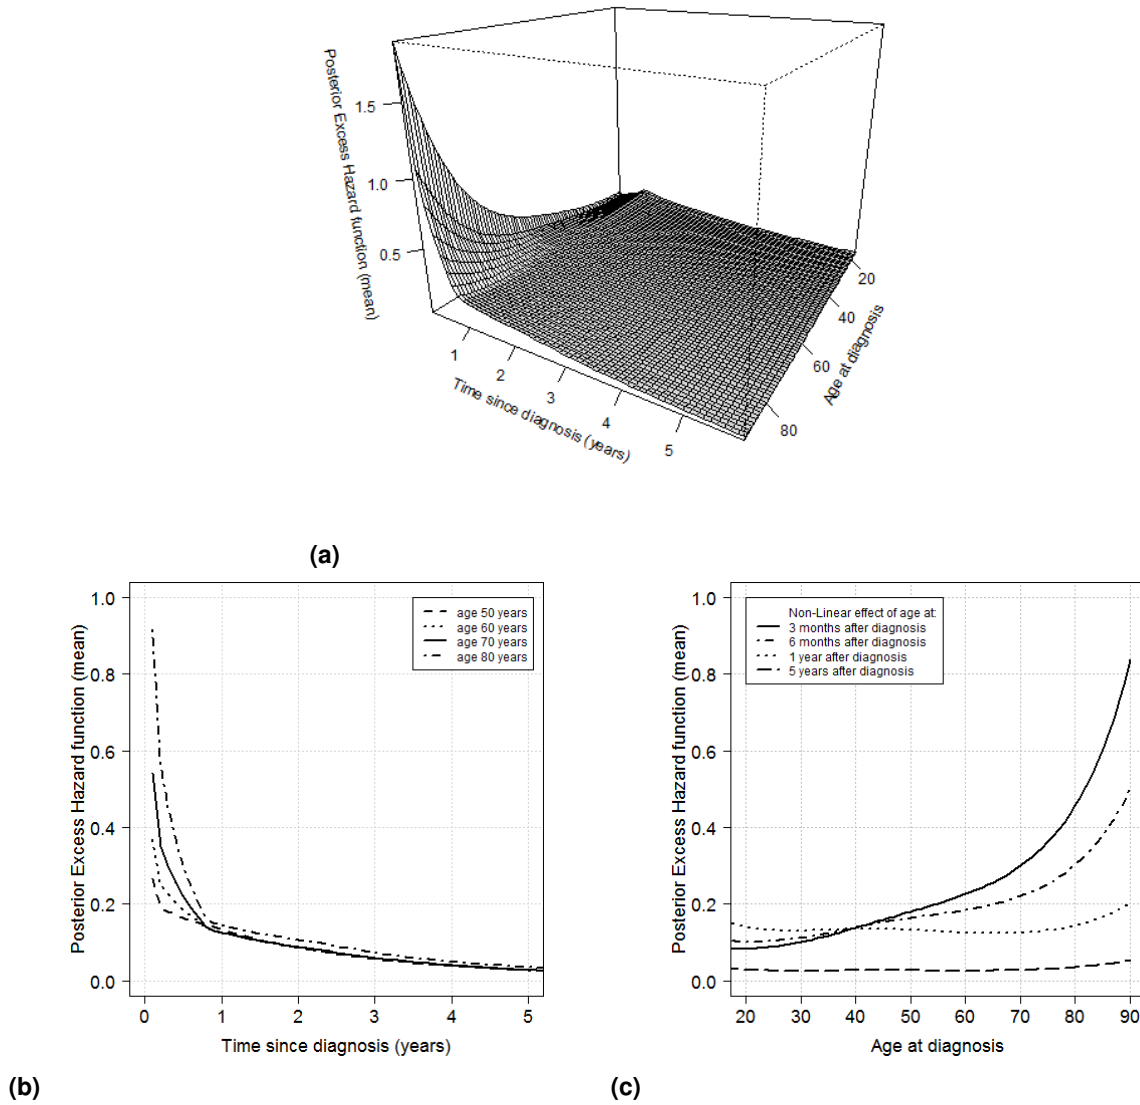 Posterior Excess Hazard function (mean)
1.5
1.0
0.5
1
2
3
4
5
Time since diagnosis (years)
20
40
60
80
Age at diagnosis
(a)
1.0
0.8
0.6
0.4
0.2
0.0
Posterior Excess Hazard function (mean)
age 50 years
age 60 years
age 70 years
age 80 years
0 1 2 3 4 5
Time since diagnosis (years)
(b)
1.0
0.8
0.6
0.4
0.2
0.0
Posterior Excess Hazard function (mean)
Non-Linear effect of age at:
3 months after diagnosis
6 months after diagnosis
1 year after diagnosis
5 years after diagnosis
20 30 40 50 60 70 80 90
Age at diagnosis
(c)